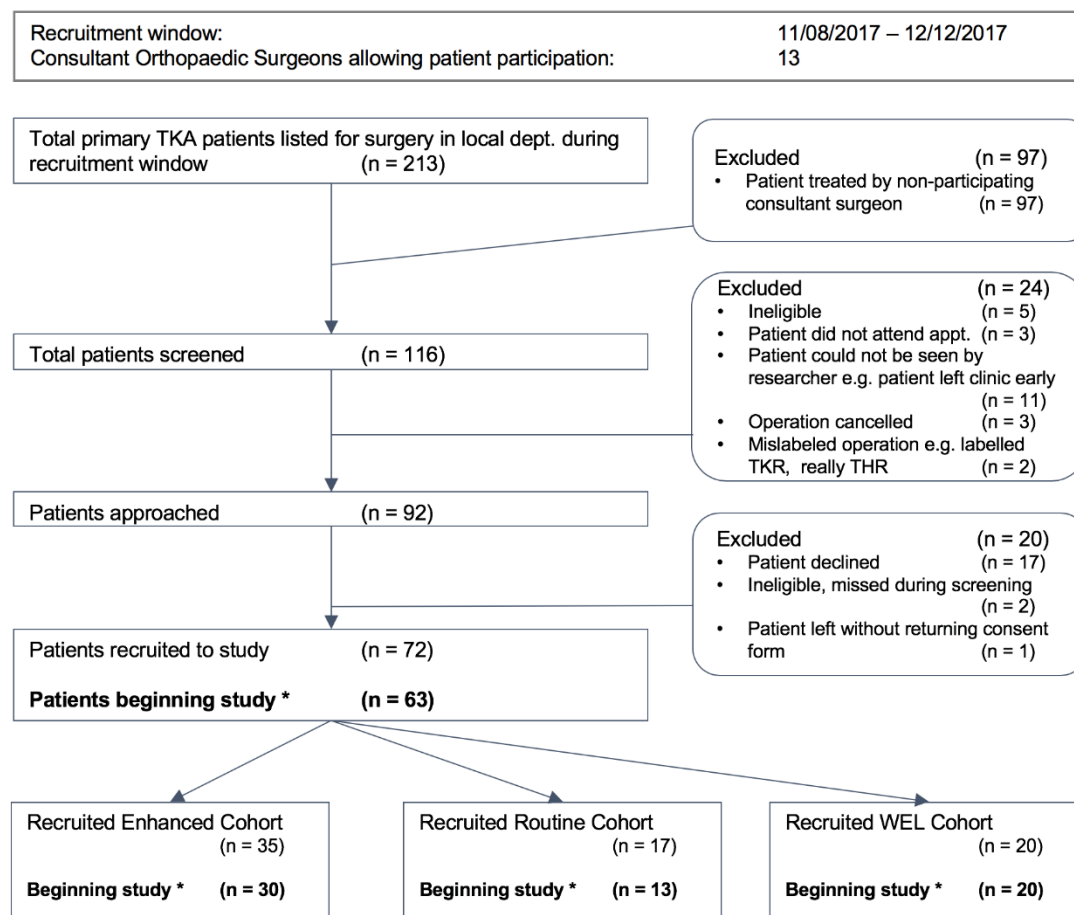 Recruitment window: 11/08/2017 – 12/12/2017
Consultant Orthopaedic Surgeons allowing patient participation: 13
Total primary TKA patients listed for surgery in local dept. during
recruitment window (n = 213)
Excluded (n = 97)
• Patient treated by non-participating
consultant surgeon (n = 97)
Total patients screened (n = 116)
Excluded (n = 24)
• Ineligible (n = 5)
• Patient did not attend appt. (n = 3)
• Patient could not be seen by
researcher e.g. patient left clinic early
(n = 11)
• Operation cancelled (n = 3)
• Mislabeled operation e.g. labelled
TKR, really THR (n = 2)
Patients approached (n = 92)
Excluded (n = 20)
• Patient declined (n = 17)
• Ineligible, missed during screening
(n = 2)
• Patient left without returning consent
form (n = 1)
Patients recruited to study (n = 72)
Patients beginning study * (n = 63)
Recruited Enhanced Cohort
(n = 35)
Beginning study * (n = 30)
Recruited Routine Cohort
(n = 17)
Beginning study * (n = 13)
Recruited WEL Cohort
(n = 20)
Beginning study * (n = 20)